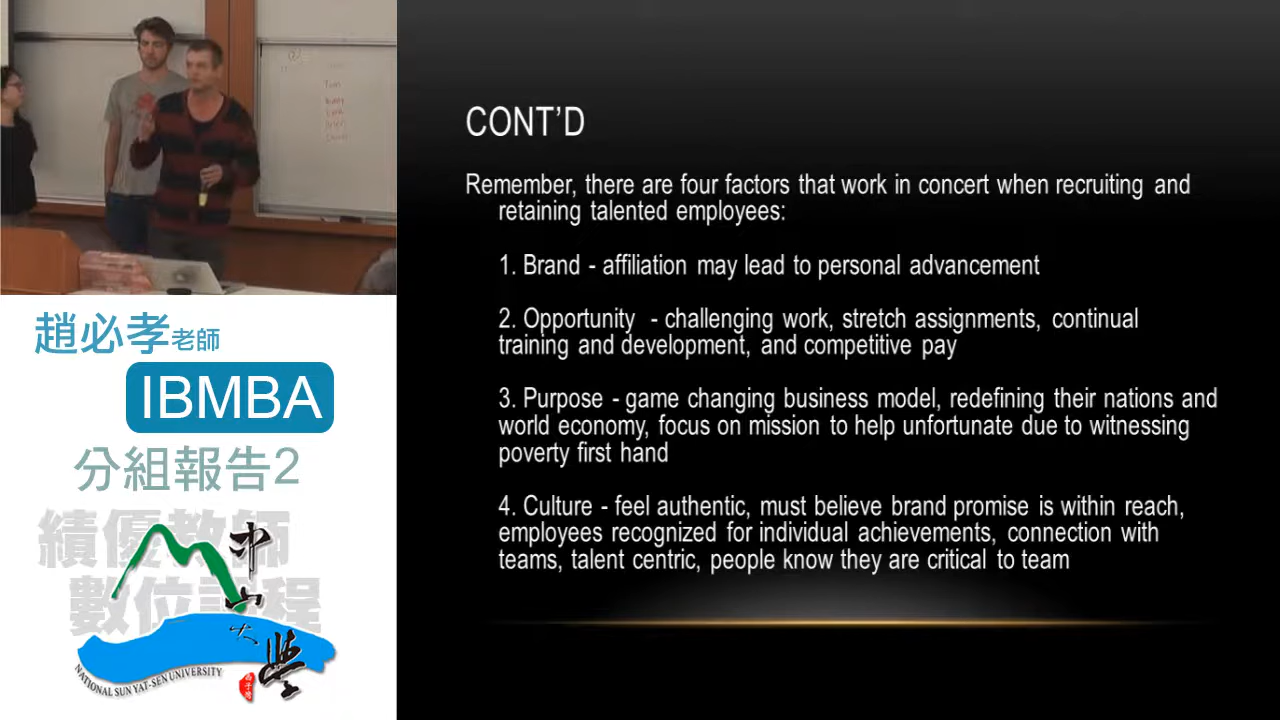 CONT’D
Remember, there are four factors that work in concert when recruiting and
retaining talented employees:
1. Brand - affiliation may lead to personal advancement
2. Opportunity - challenging work, stretch assignments, continual
training and development, and competitive pay
3. Purpose - game changing business model, redefining their nations and
world economy, focus on mission to help unfortunate due to witnessing
poverty first hand
4. Culture - feel authentic, must believe brand promise is within reach,
employees recognized for individual achievements, connection with
teams, talent centric, people know they are critical to team
趙必孝老師
IBMBA
分組報告2
績優教師
數位課程
中山大學
NATIONAL SUN YAT-SEN UNIVERSITY